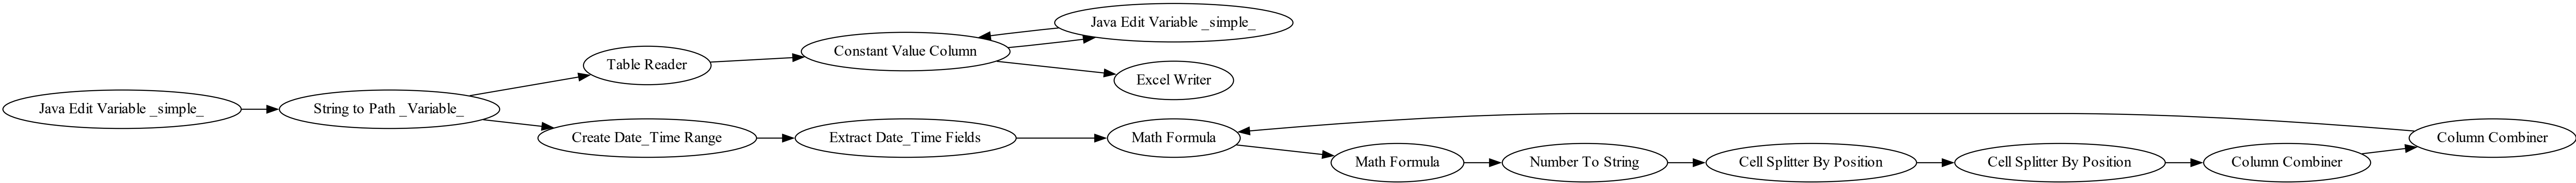 Java Edit Variable _simple_
String to Path _Variable_
Table Reader
Constant Value Column
Java Edit Variable _simple_
Excel Writer
Create Date_Time Range
Extract Date_Time Fields
Math Formula
Math Formula
Number To String
Cell Splitter By Position
Cell Splitter By Position
Column Combiner
Column Combiner